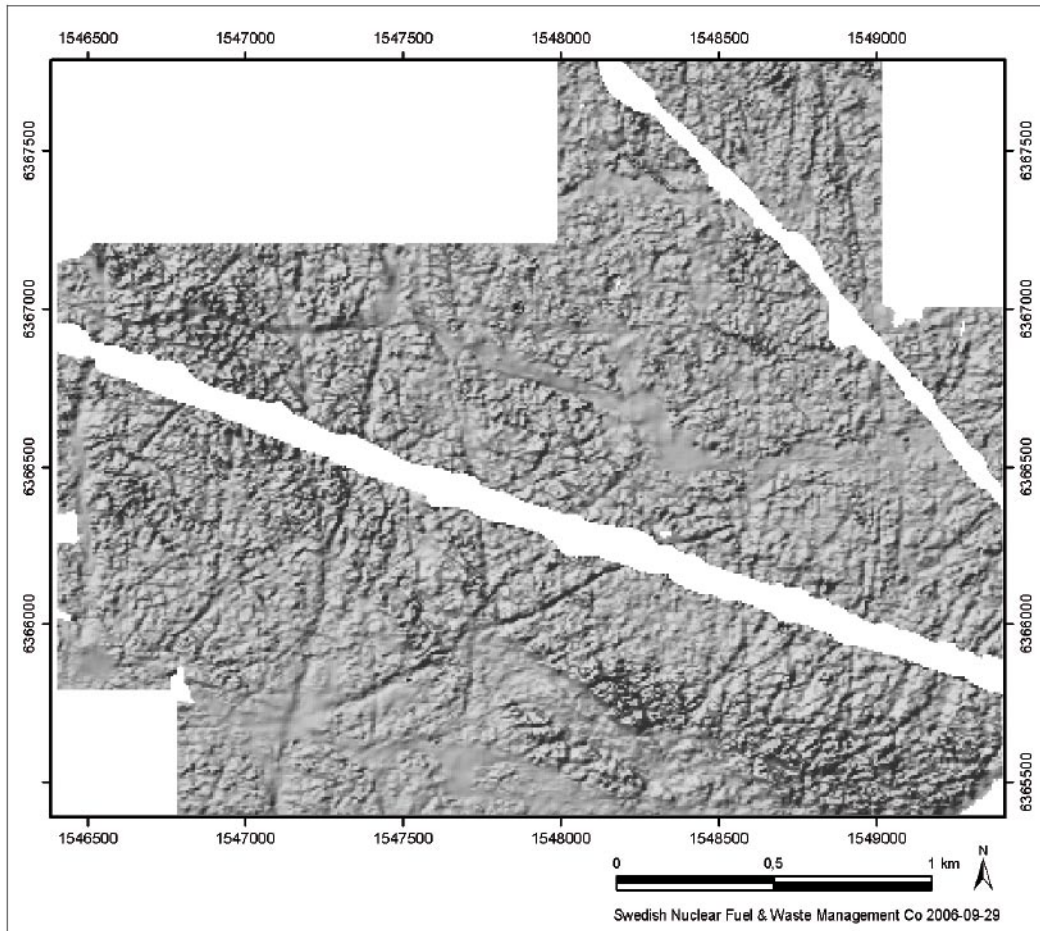 1546500 1547000 1547500 1548000 1548500 1549000
6367500 6367500
6367000 6367000
6366500 6366500
6366000 6366000
6365500 6365500
1546500 1547000 1547500 1548000 1548500 1549000
0 0,5 1 km
N
Swedish Nuclear Fuel & Waste Management Co 2006-09-29